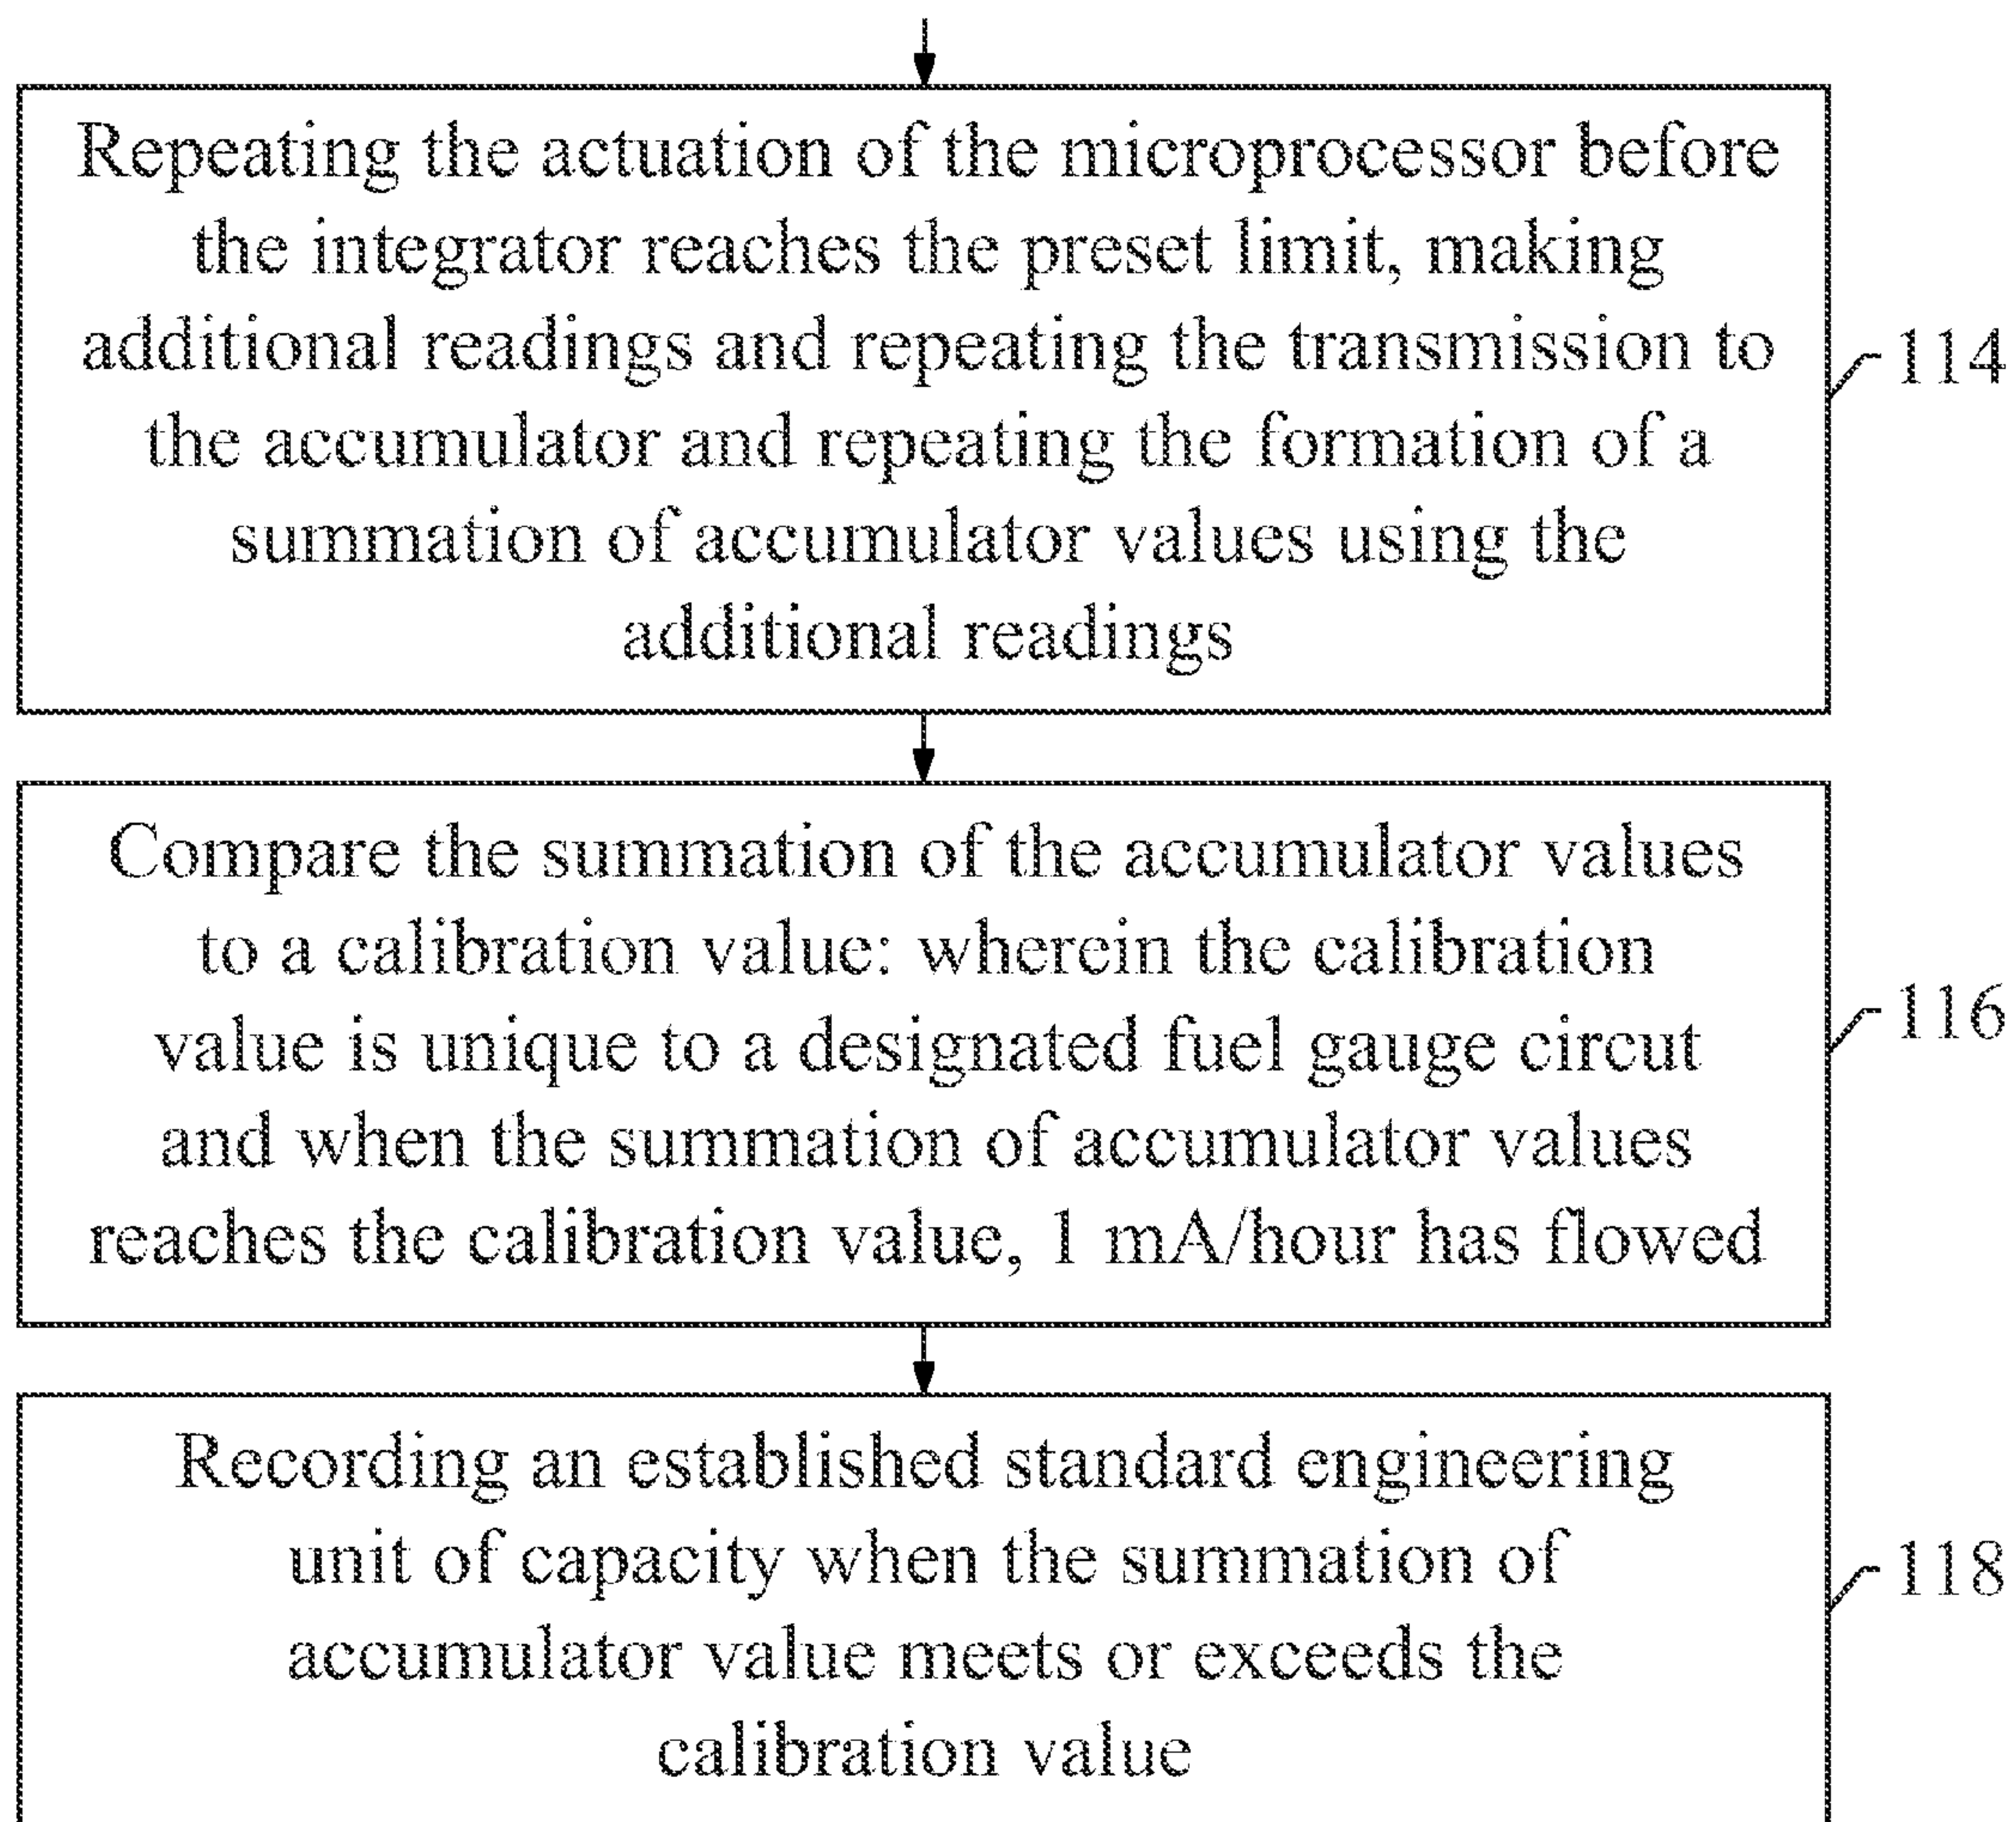 Repeating the actuation of the microprocessor before
the integrator reaches the preset limit, making
additional readings and repeating the transmission to
the accumulator and repeating the formation of a
summation of accumulator values using the
additional readings
114
Compare the summation of the accumulator values
to a calibration value: wherein the calibration
value is unique to a designated fuel gauge circut
and when the summation of accumulator values
reaches the calibration value, 1 mA/hour has flowed
116
Recording an established standard engineering
unit of capacity when the summation of
accumulator value meets or exceeds the
calibration value
118